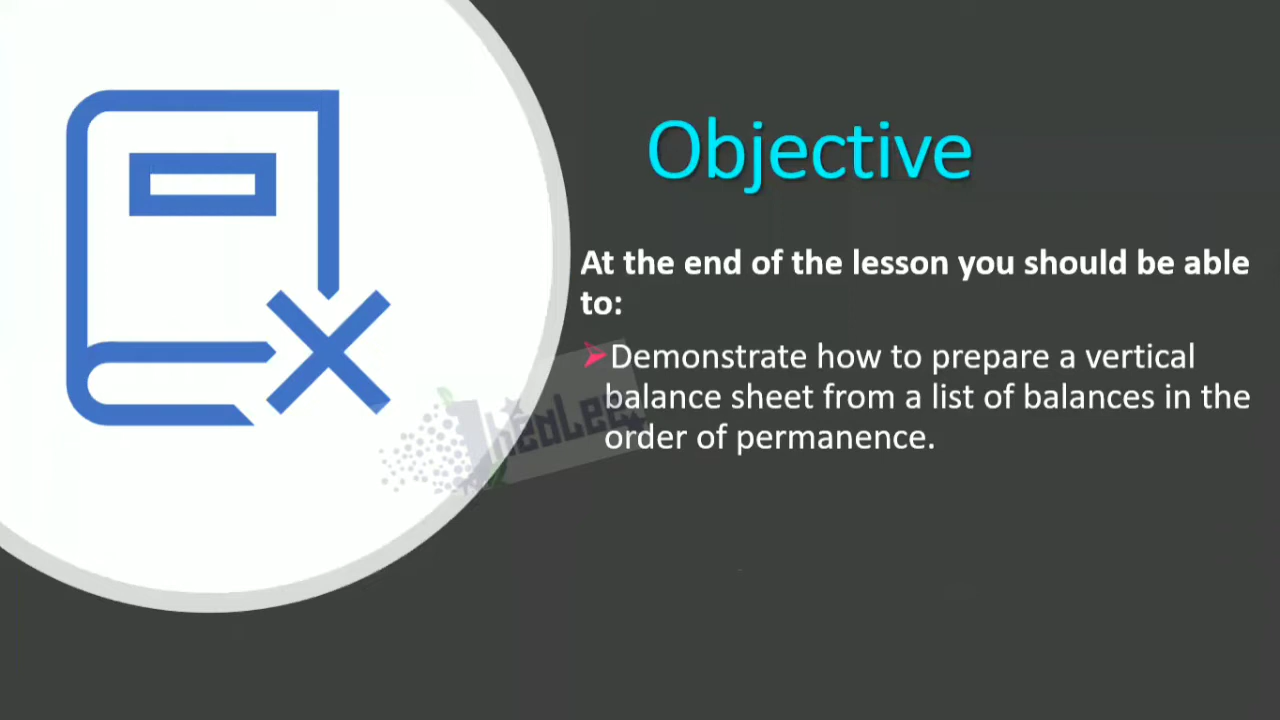 Objective
At the end of the lesson you should be able
to:
Demonstrate how to prepare a vertical
balance sheet from a list of balances in the
order of permanence.